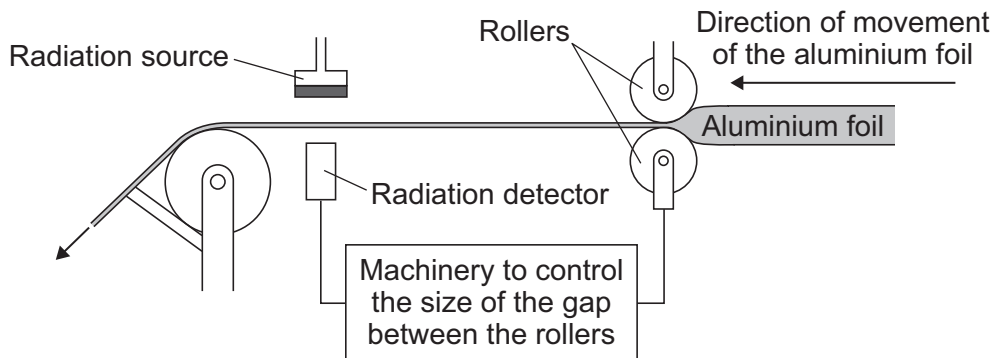 Radiation source
Rollers
Direction of movement
of the aluminium foil
Aluminium foil
Radiation detector
Machinery to control
the size of the gap
between the rollers